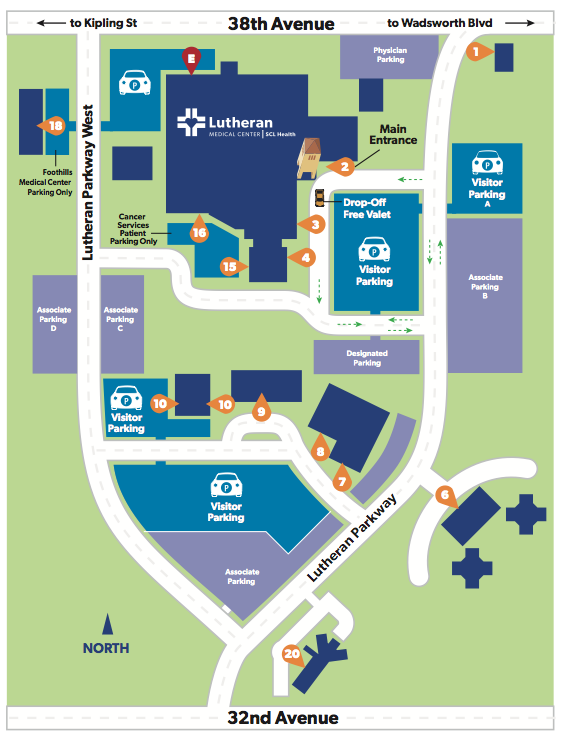 to Kipling St
38th Avenue
to Wadsworth Blvd
Physician
Parking
1
E
P
Lutheran
MEDICAL CENTER | SCL Health
Main
Entrance
18
2
Foothills
Medical Center
Parking Only
Lutheran Parkway West
P
Visitor
Parking
A
Drop-Off
Free Valet
Cancer
Services
Patient
Parking Only
16
3
P
Visitor
Parking
15
4
Associate
Parking
B
Associate
Parking
D
Associate
Parking
C
Designated
Parking
P
Visitor
Parking
10
10
9
8
7
P
Visitor
Parking
6
Lutheran Parkway
Associate
Parking
NORTH
20
32nd Avenue